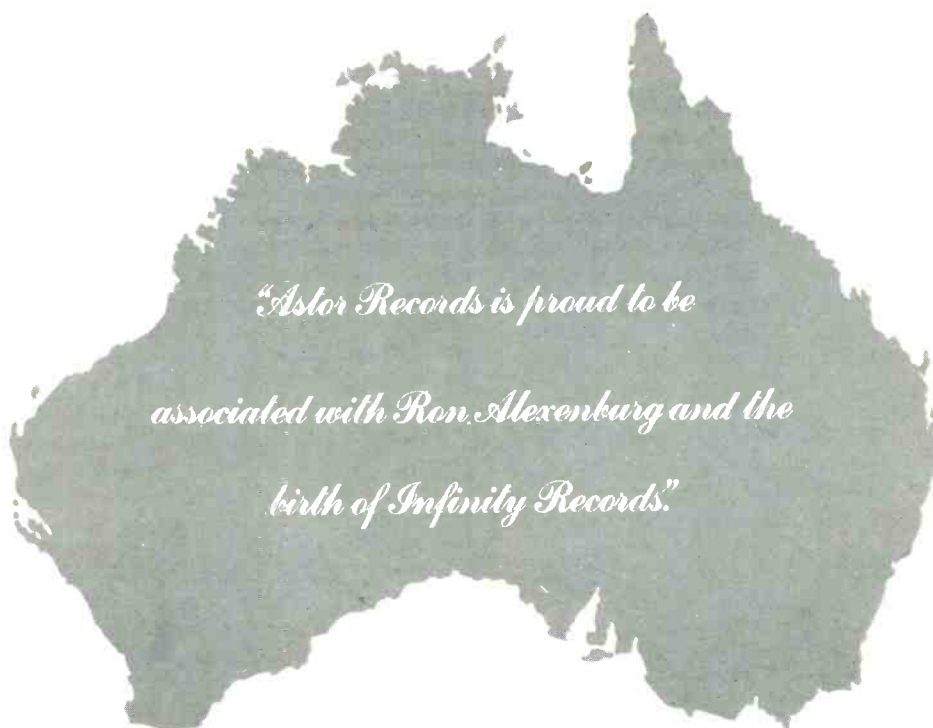 “Astor Records is proud to be
associated with Ron Alexenburg and the
birth of Infinity Records.”